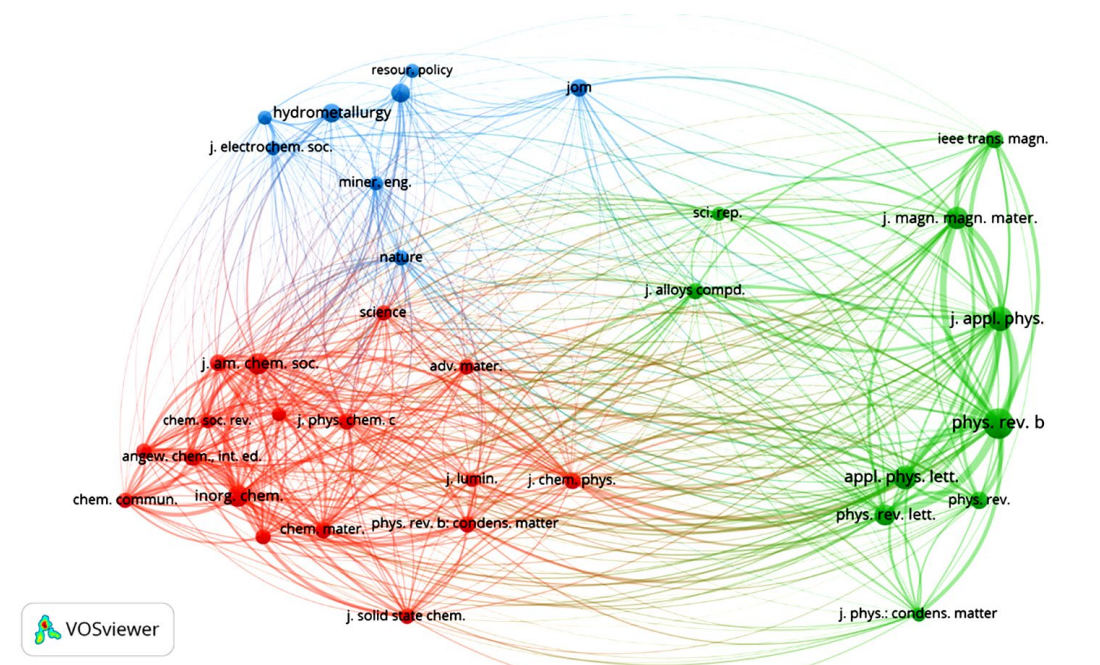 resour. policy
jom
hydrometallurgy
ieee trans. magn.
j. electrochem. soc.
miner. eng.
sci. rep.
j. magn. magn. mater.
nature
j. alloys compd.
science
j. appl. phys.
j. am. chem. soc.
adv. mater.
chem. soc. rev.
j. phys. chem. c
phys. rev. b
angew. chem., int. ed.
j. lumin.
j. chem. phys.
appl. phys. lett.
chem. commun.
inorg. chem.
phys. rev.
phys. rev. lett.
chem. mater.
phys. rev. b: condens. matter
j. solid state chem.
j. phys.: condens. matter
VOSviewer